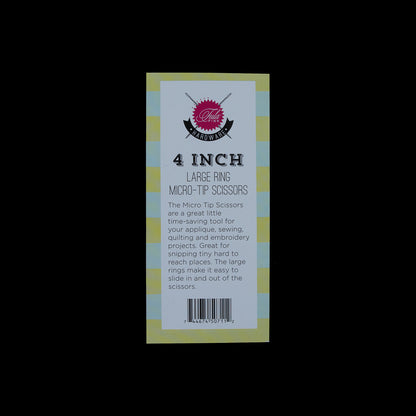 Tula
PINK
HARDWARE
4 INCH
LARGE RING
MICRO-TIP SCISSORS
The Micro Tip Scissors
are a great little
time-saving tool for
your applique, sewing,
quilting and embroidery
projects. Great for
snipping tiny hard to
reach places. The large
rings make it easy to
slide in and out of the
scissors.